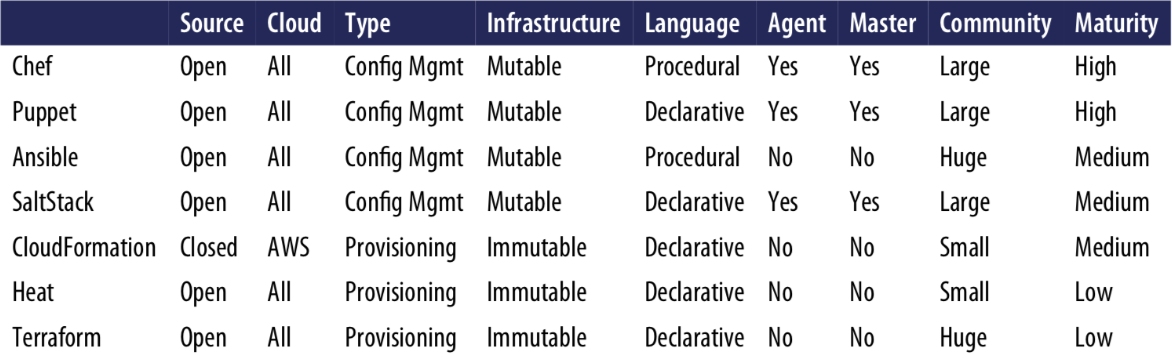 Source Cloud Type Infrastructure Language Agent Master Community Maturity
Chef Open All Config Mgmt Mutable Procedural Yes Yes Large High
Puppet Open All Config Mgmt Mutable Declarative Yes Yes Large High
Ansible Open All Config Mgmt Mutable Procedural No No Huge Medium
SaltStack Open All Config Mgmt Mutable Declarative Yes Yes Large Medium
CloudFormation Closed AWS Provisioning Immutable Declarative No No Small Medium
Heat Open All Provisioning Immutable Declarative No No Small Low
Terraform Open All Provisioning Immutable Declarative No No Huge Low